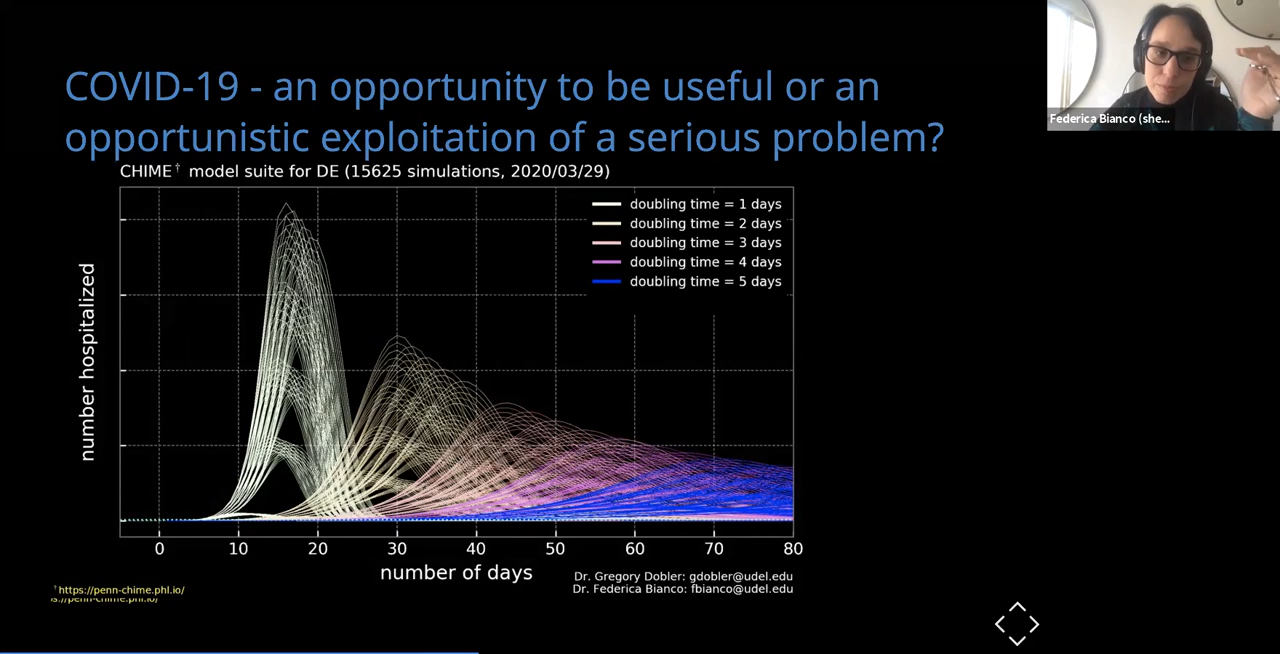 COVID-19 - an opportunity to be useful or an
opportunistic exploitation of a serious problem?
CHIME† model suite for DE (15625 simulations, 2020/03/29)
doubling time = 1 days
doubling time = 2 days
doubling time = 3 days
doubling time = 4 days
doubling time = 5 days
number hospitalized
0 10 20 30 40 50 60 70 80
number of days
Dr. Gregory Dobler: gdobler@udel.edu
Dr. Federica Bianco: fbianco@udel.edu
†https://penn-chime.phl.io/
s://penn-chime.phl.io/
Federica Bianco (she...